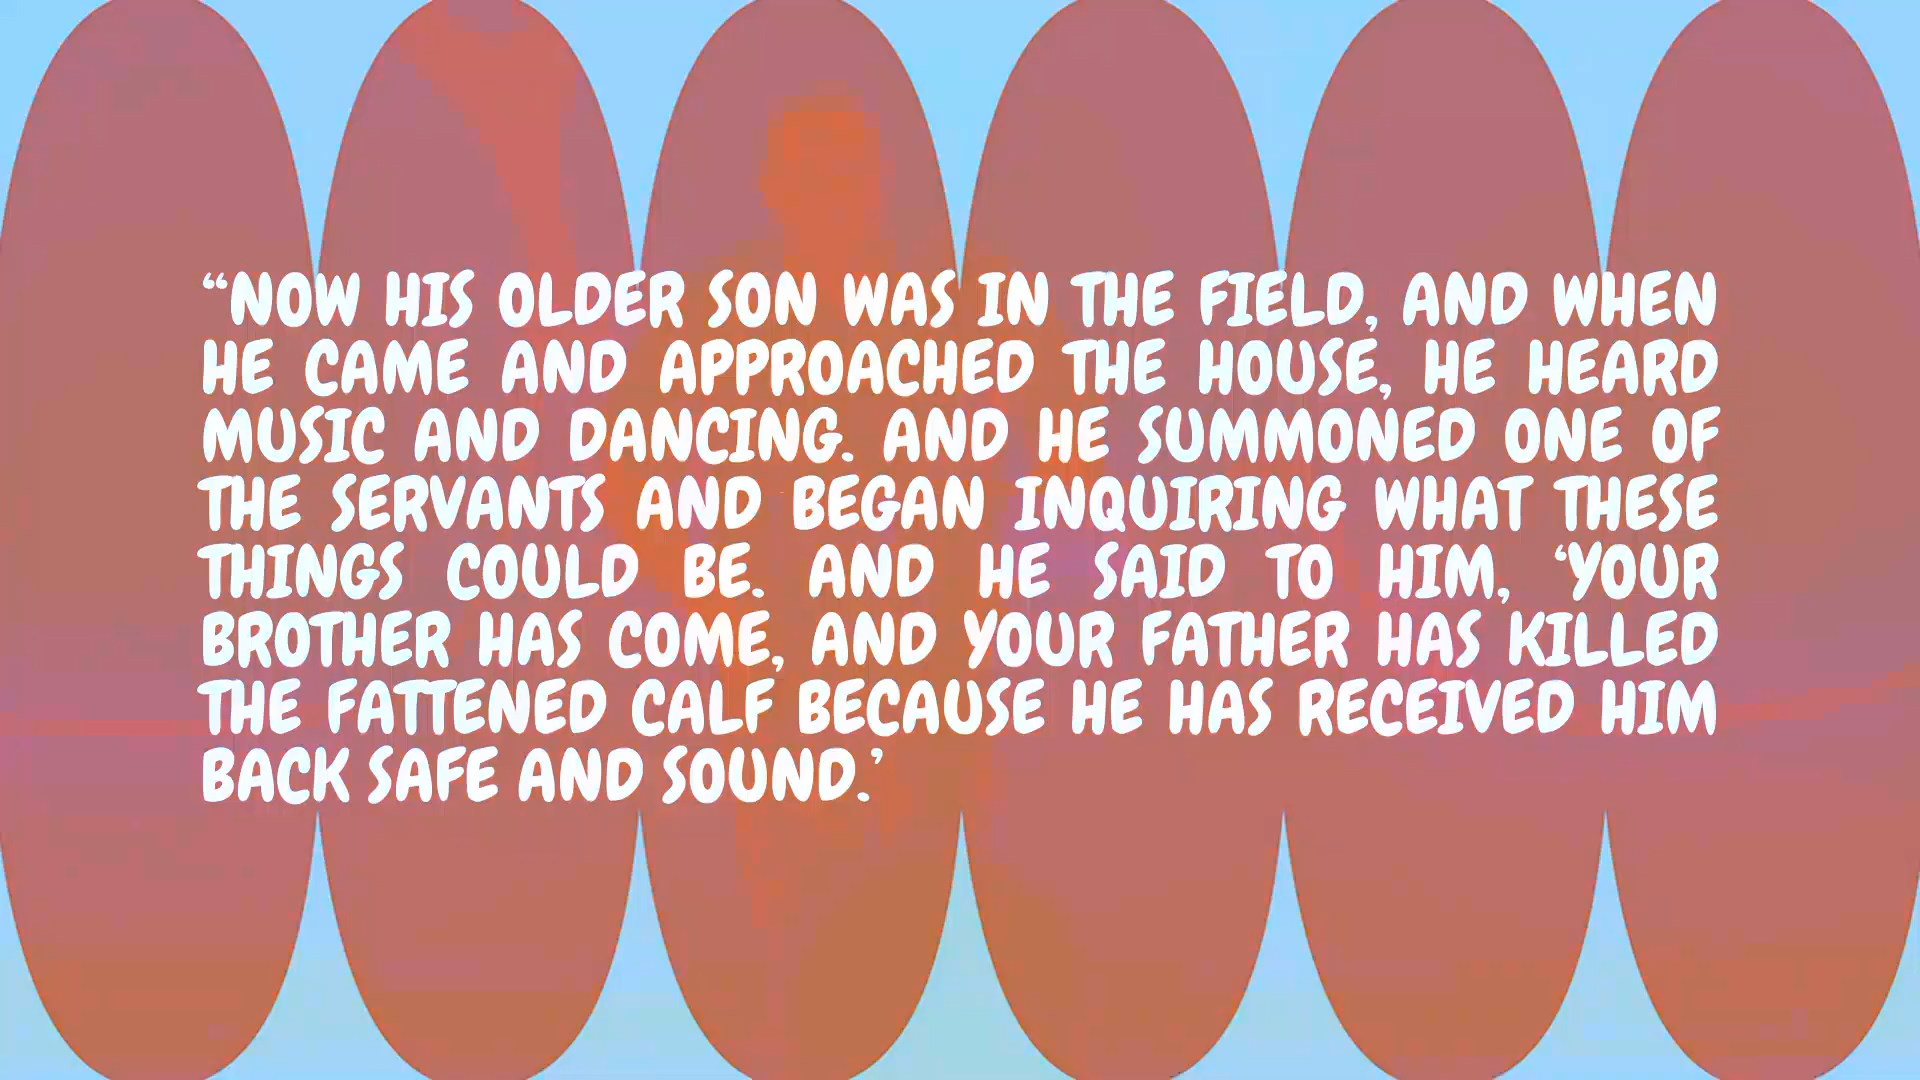 “NOW HIS OLDER SON WAS IN THE FIELD, AND WHEN
HE CAME AND APPROACHED THE HOUSE, HE HEARD
MUSIC AND DANCING. AND HE SUMMONED ONE OF
THE SERVANTS AND BEGAN INQUIRING WHAT THESE
THINGS COULD BE. AND HE SAID TO HIM, ‘YOUR
BROTHER HAS COME, AND YOUR FATHER HAS KILLED
THE FATTENED CALF BECAUSE HE HAS RECEIVED HIM
BACK SAFE AND SOUND.’